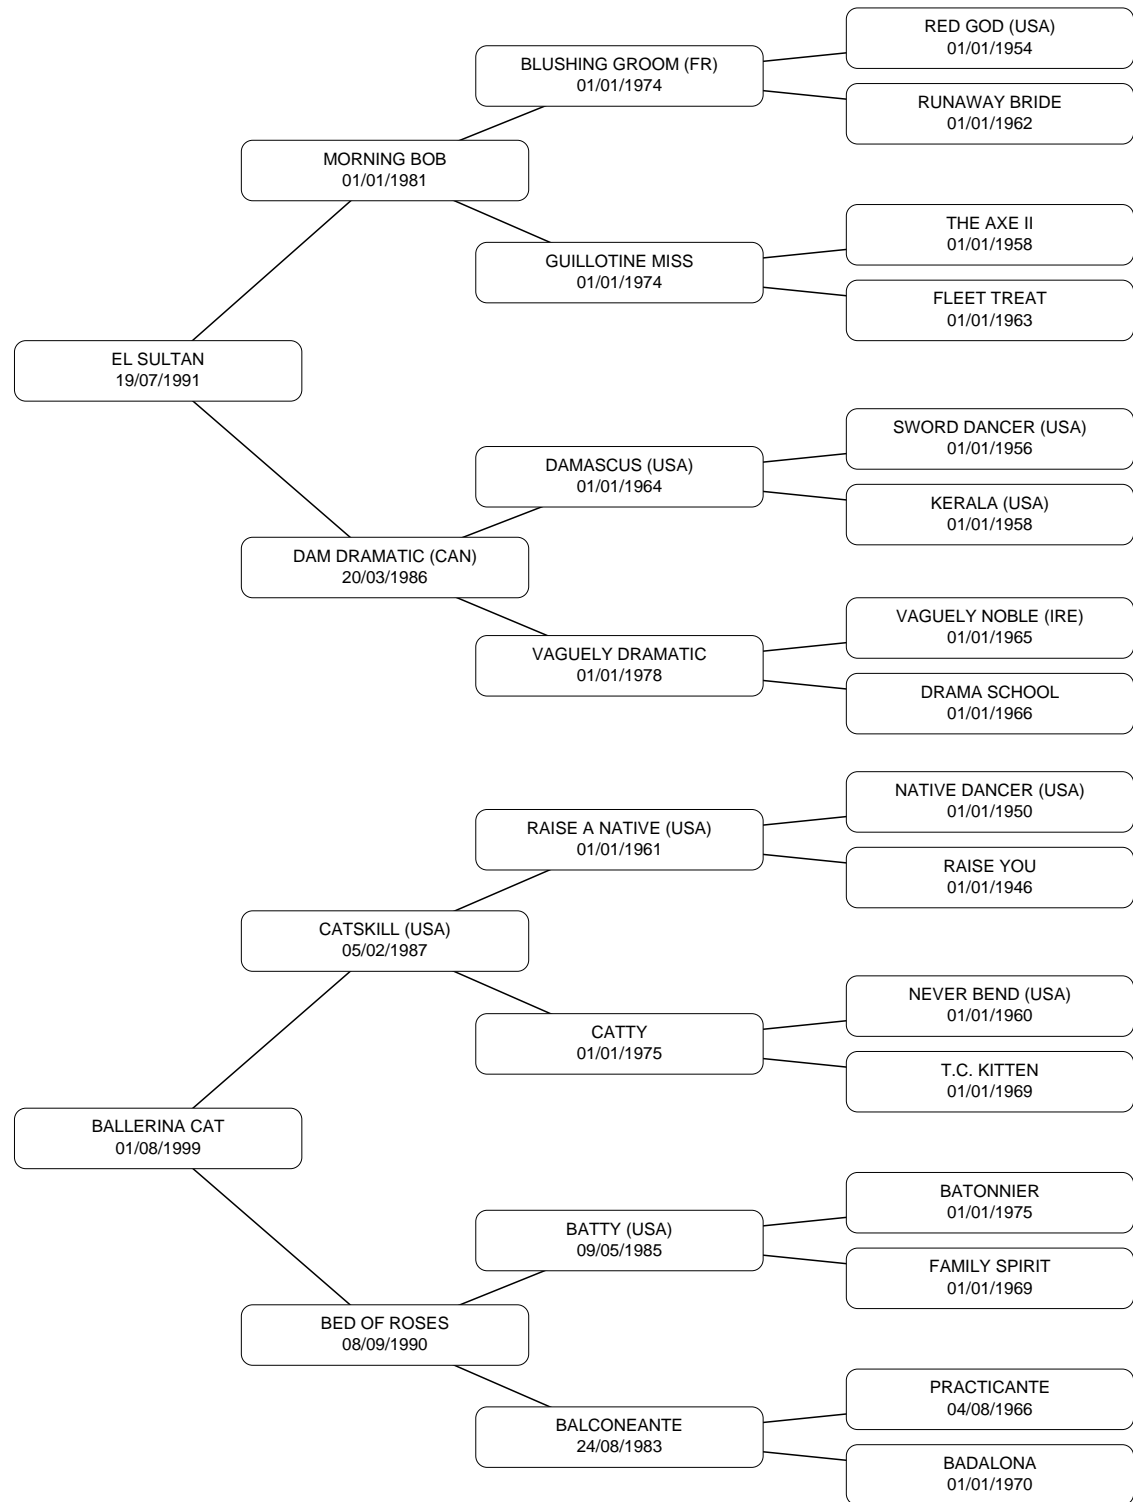 RED GOD (USA)
01/01/1954
BLUSHING GROOM (FR)
01/01/1974
RUNAWAY BRIDE
01/01/1962
MORNING BOB
01/01/1981
THE AXE II
01/01/1958
GUILLOTINE MISS
01/01/1974
FLEET TREAT
01/01/1963
EL SULTAN
19/07/1991
SWORD DANCER (USA)
01/01/1956
DAMASCUS (USA)
01/01/1964
KERALA (USA)
01/01/1958
DAM DRAMATIC (CAN)
20/03/1986
VAGUELY NOBLE (IRE)
01/01/1965
VAGUELY DRAMATIC
01/01/1978
DRAMA SCHOOL
01/01/1966
NATIVE DANCER (USA)
01/01/1950
RAISE A NATIVE (USA)
01/01/1961
RAISE YOU
01/01/1946
CATSKILL (USA)
05/02/1987
NEVER BEND (USA)
01/01/1960
CATTY
01/01/1975
T.C. KITTEN
01/01/1969
BALLERINA CAT
01/08/1999
BATONNIER
01/01/1975
BATTY (USA)
09/05/1985
FAMILY SPIRIT
01/01/1969
BED OF ROSES
08/09/1990
PRACTICANTE
04/08/1966
BALCONEANTE
24/08/1983
BADALONA
01/01/1970